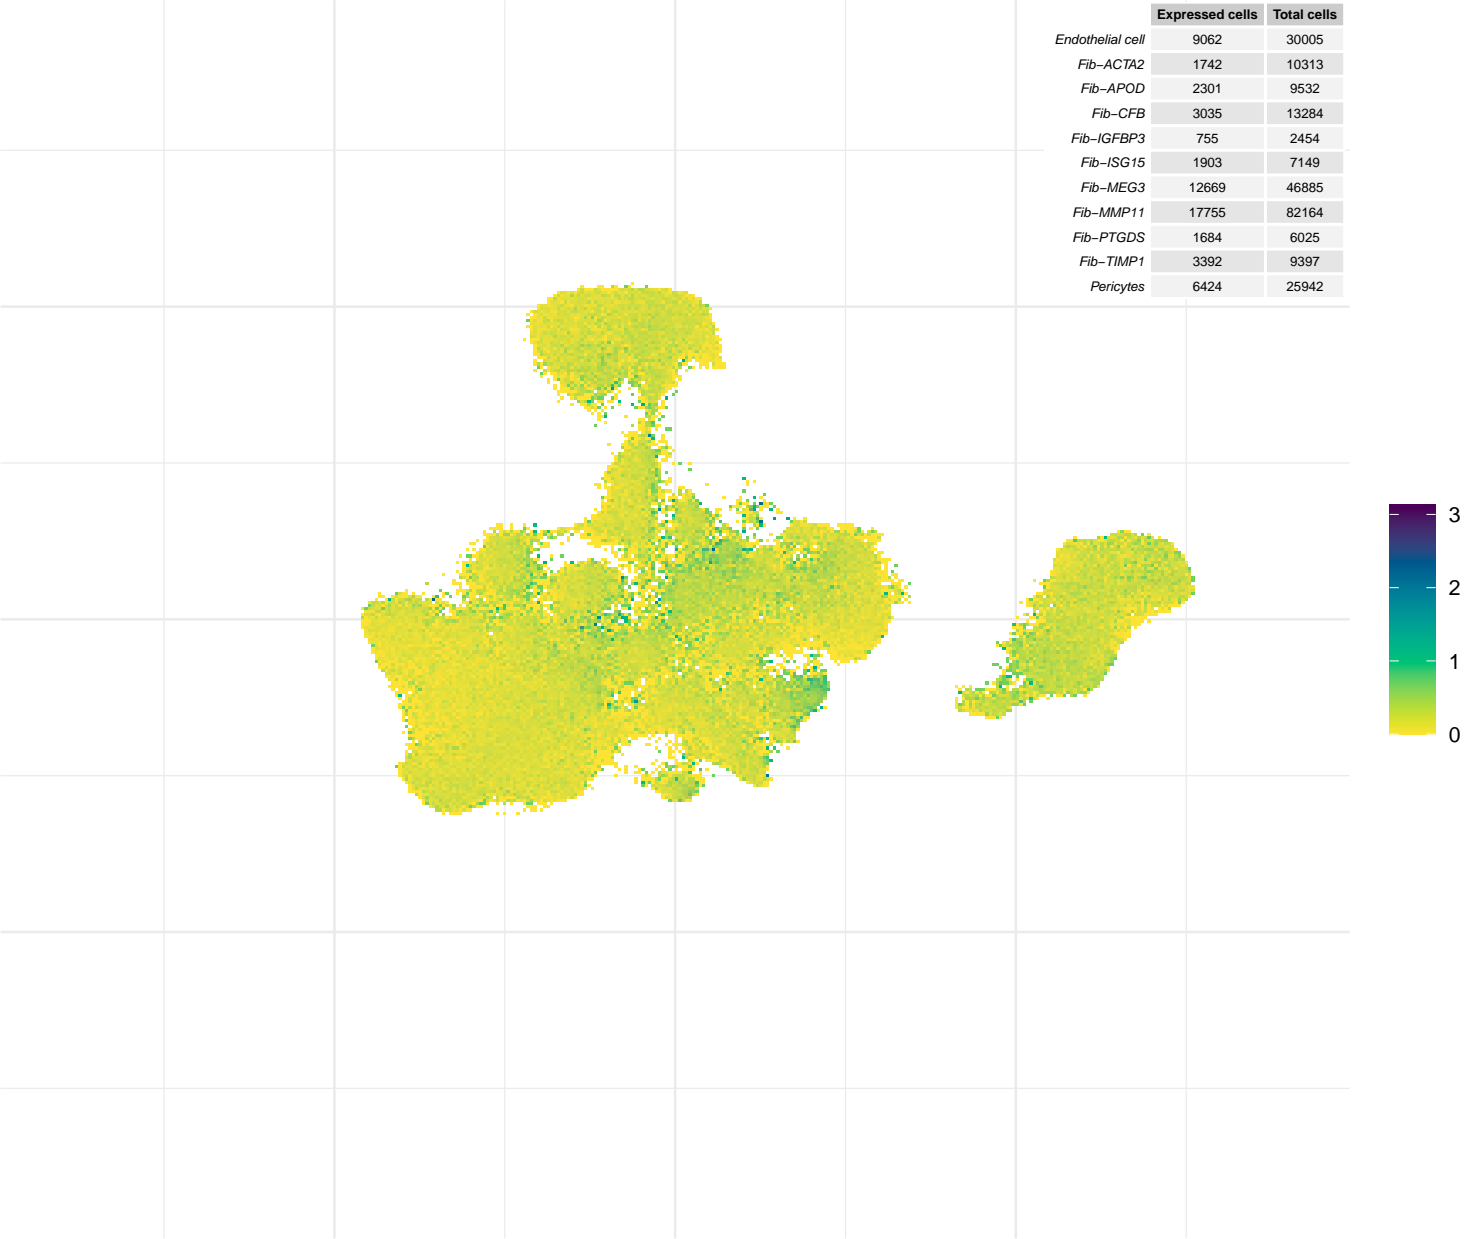 Expressed cells Total cells
Endothelial cell 9062 30005
Fib−ACTA2 1742 10313
Fib−APOD 2301 9532
Fib−CFB 3035 13284
Fib−IGFBP3 755 2454
Fib−ISG15 1903 7149
Fib−MEG3 12669 46885
Fib−MMP11 17755 82164
Fib−PTGDS 1684 6025
Fib−TIMP1 3392 9397
Pericytes 6424 25942
3
2
1
0